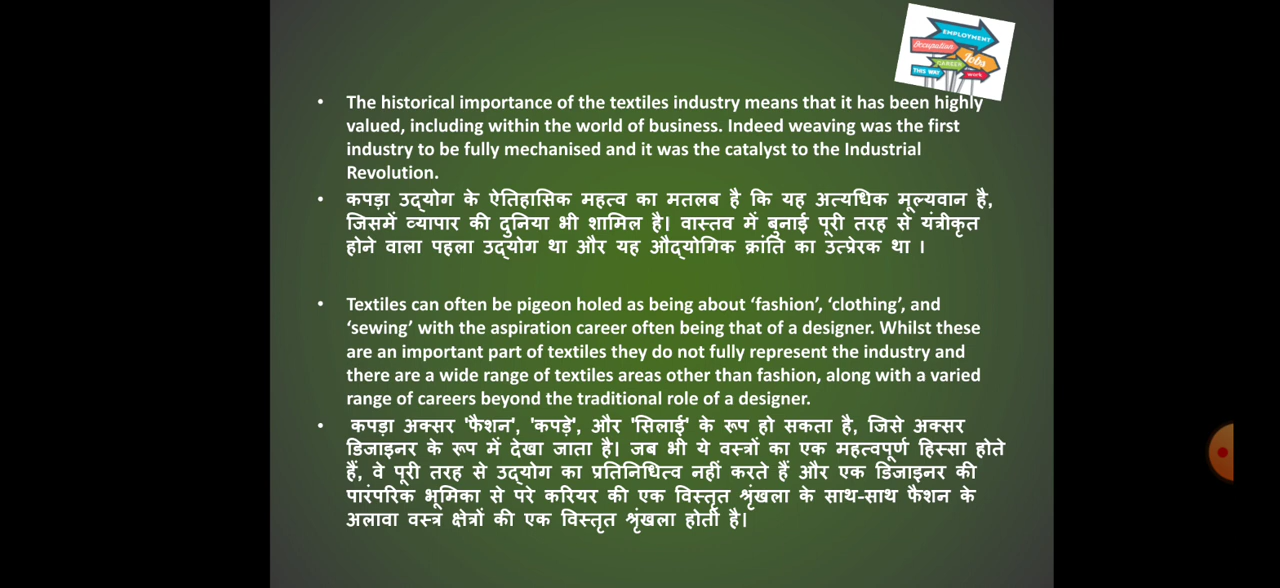 EMPLOYMENT
Occupation
Jobs
CAREER
THIS WAY
work
• The historical importance of the textiles industry means that it has been highly
valued, including within the world of business. Indeed weaving was the first
industry to be fully mechanised and it was the catalyst to the Industrial
Revolution.
• कपड़ा उद्योग के ऐतिहासिक महत्व का मतलब है कि यह अत्यधिक मूल्यवान है,
जिसमें व्यापार की दुनिया भी शामिल है। वास्तव में बुनाई पूरी तरह से यंत्रीकृत
होने वाला पहला उद्योग था और यह औद्योगिक क्रांति का उत्प्रेरक था ।
• Textiles can often be pigeon holed as being about ‘fashion’, ‘clothing’, and
‘sewing’ with the aspiration career often being that of a designer. Whilst these
are an important part of textiles they do not fully represent the industry and
there are a wide range of textiles areas other than fashion, along with a varied
range of careers beyond the traditional role of a designer.
• कपड़ा अक्सर 'फैशन', 'कपड़े', और 'सिलाई' के रूप हो सकता है, जिसे अक्सर
डिजाइनर के रूप में देखा जाता है। जब भी ये वस्त्रों का एक महत्वपूर्ण हिस्सा होते
हैं, वे पूरी तरह से उद्योग का प्रतिनिधित्व नहीं करते हैं और एक डिजाइनर की
पारंपरिक भूमिका से परे करियर की एक विस्तृत श्रृंखला के साथ-साथ फैशन के
अलावा वस्त्र क्षेत्रों की एक विस्तृत श्रृंखला होती है।